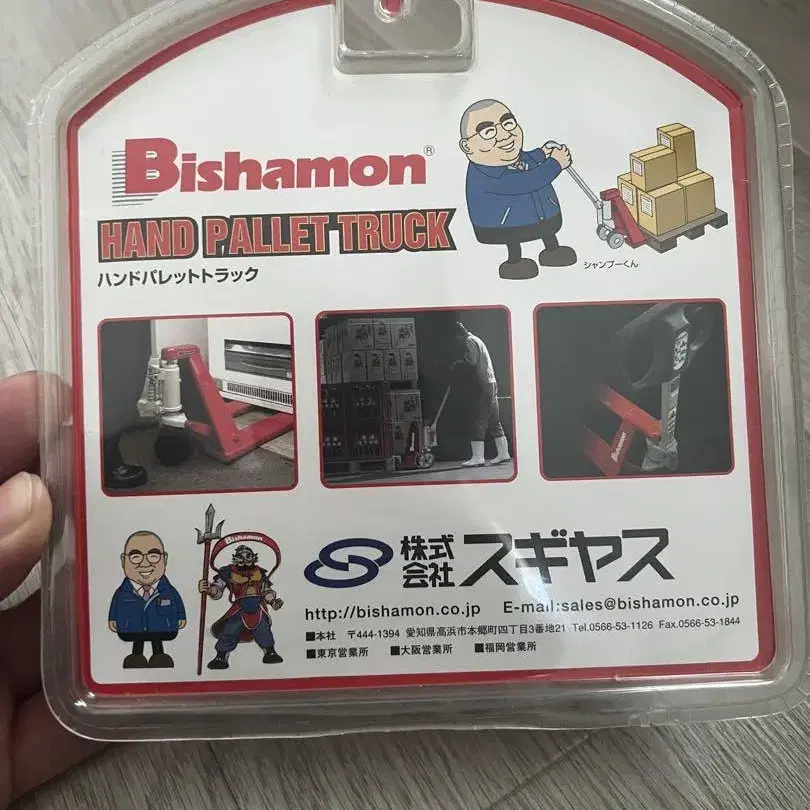 Bishamon®
HAND PALLET TRUCK
ハンドパレットトラック
シャンプーくん
Bishamon
Bishamon
株式会社 スギヤス
http://bishamon.co.jp E-mail:sales@bishamon.co.jp
■本社 〒444-1394 愛知県高浜市本郷町四丁目3番地21 Tel.0566-53-1126 Fax.0566-53-1844
■東京営業所 ■大阪営業所 ■福岡営業所